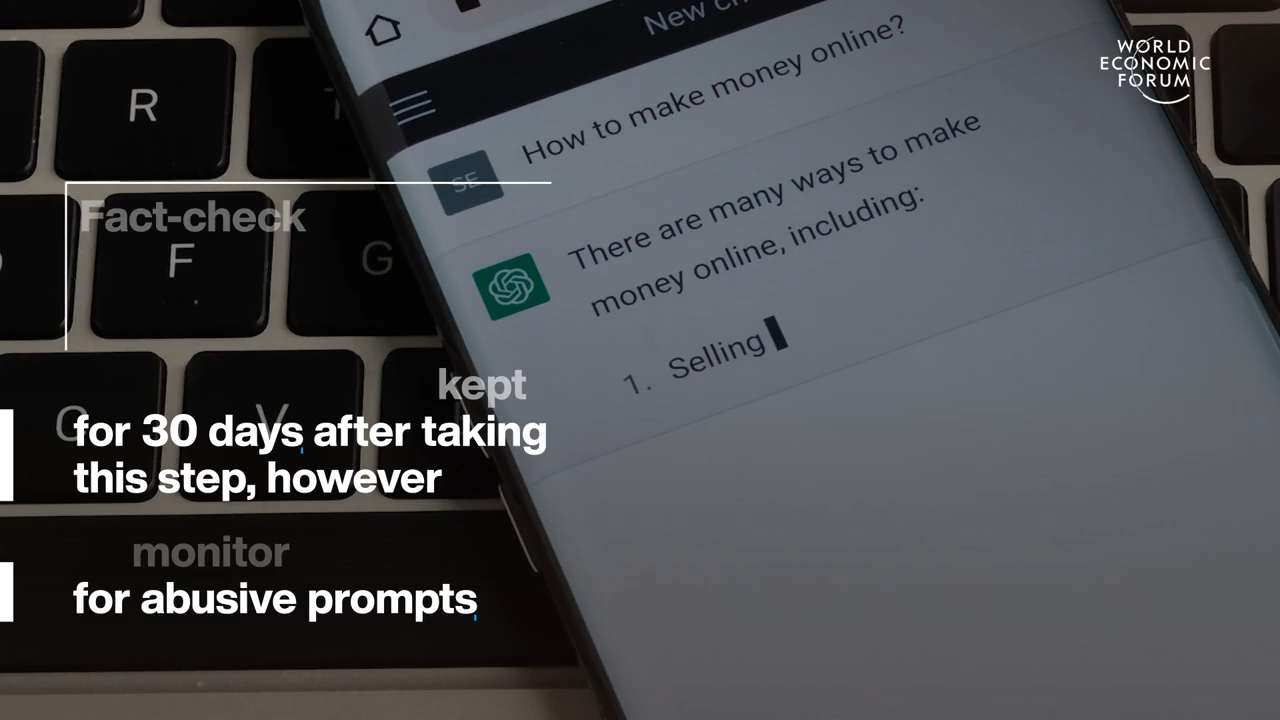 WORLD
ECONOMIC
FORUM
New
How to make money online?
SE
There are many ways to make
money online, including:
1. Selling
R
T
F
G
C
V
Fact-check
kept
for 30 days after taking
this step, however
monitor
for abusive prompts